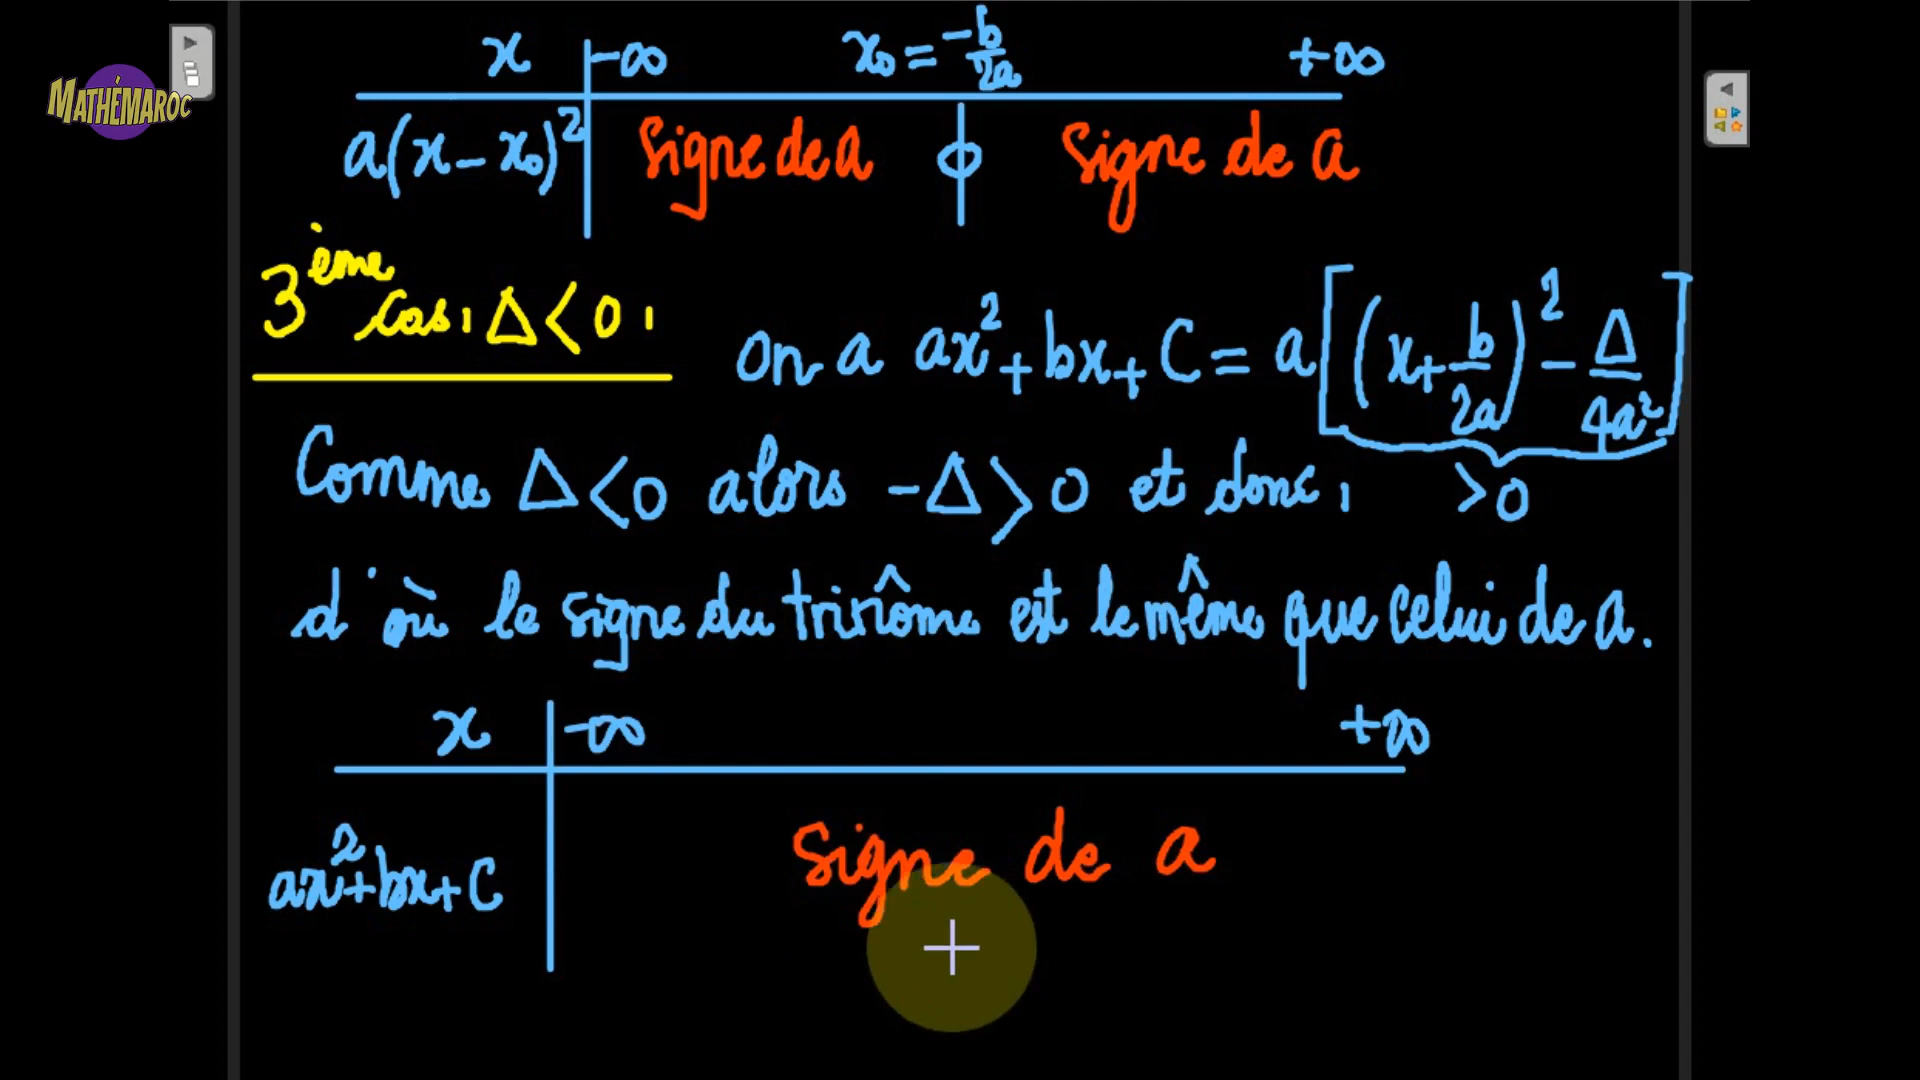 MATHÉMAROC
x | -∞ x₀ = -b/2a +∞
a(x - x₀)² | Signe de a 0 Signe de a
3ème cas : Δ < 0 :
on a ax² + bx + c = a[(x + b/2a)² - Δ/4a²]
Comme Δ < 0 alors -Δ > 0 et donc : > 0
d'où le signe du trinôme est le même que celui de a.
x | -∞ +∞
ax² + bx + c | Signe de a